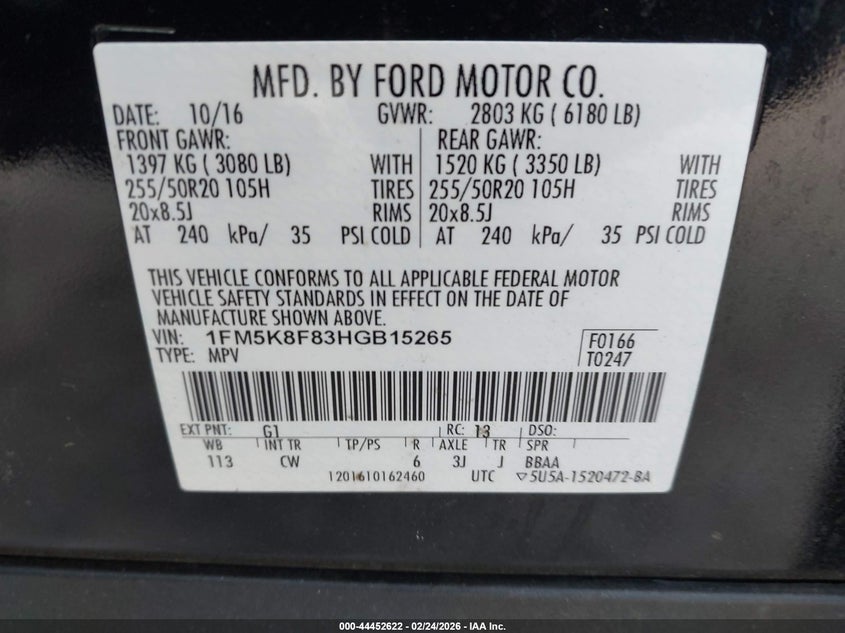 MFD. BY FORD MOTOR CO.
DATE: 10/16 GVWR: 2803 KG ( 6180 LB)
FRONT GAWR: REAR GAWR:
1397 KG ( 3080 LB) WITH 1520 KG ( 3350 LB) WITH
255/50R20 105H TIRES 255/50R20 105H TIRES
20x8.5J RIMS 20x8.5J RIMS
AT 240 kPa/ 35 PSI COLD AT 240 kPa/ 35 PSI COLD
THIS VEHICLE CONFORMS TO ALL APPLICABLE FEDERAL MOTOR
VEHICLE SAFETY STANDARDS IN EFFECT ON THE DATE OF
MANUFACTURE SHOWN ABOVE.
VIN: 1FM5K8F83HGB15265 F0166
TYPE: MPV T0247
EXT PNT: G1 RC: 13 DSO:
WB INT TR TP/PS R AXLE TR SPR
113 CW 6 3J J BBAA
1201610162460 UTC ▽5U5A-1520472-BA
000-44452622 - 02/24/2026 - IAA Inc.